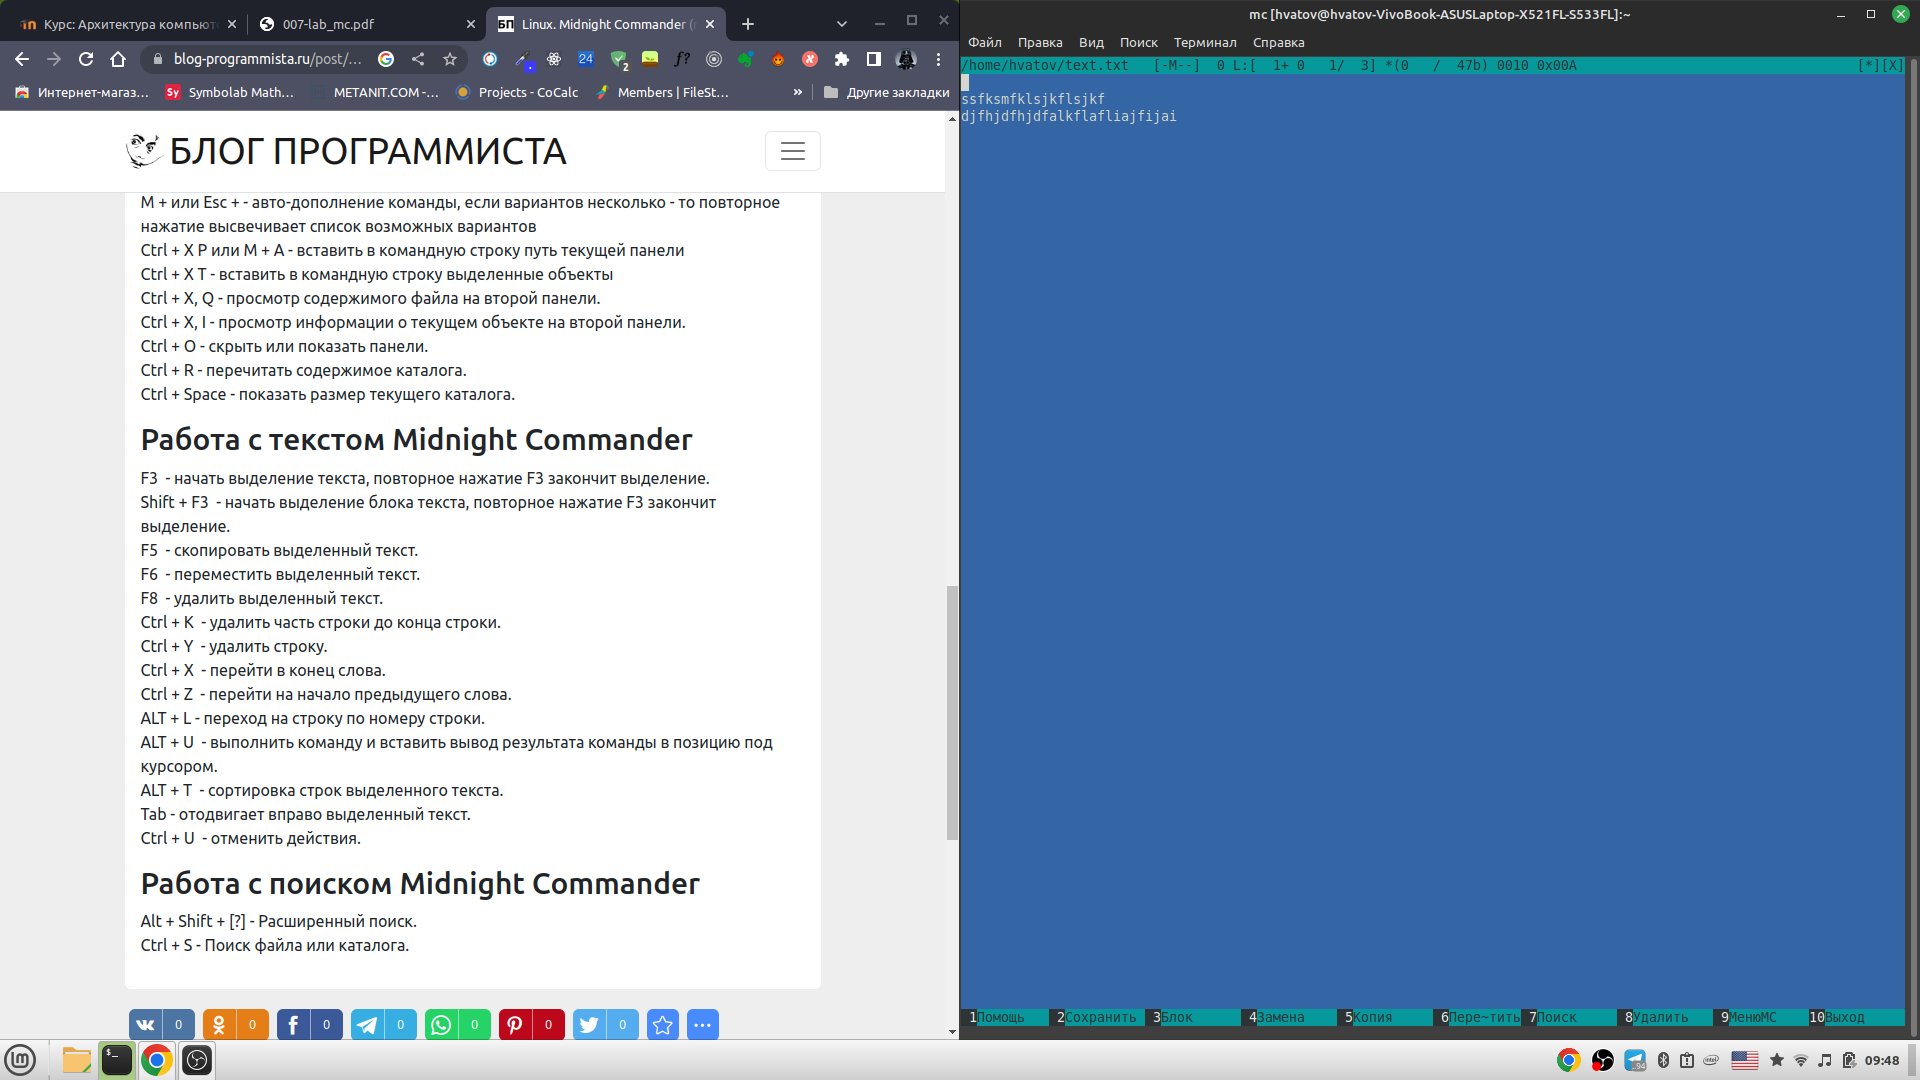 Курс: Архитектура компьют
007-lab_mc.pdf
Linux. Midnight Commander (
blog-programmista.ru/post/...
Интернет-магаз...
Symbolab Math...
METANIT.COM -...
Projects - CoCalc
Members | FileSt...
»
Другие закладки
БЛОГ ПРОГРАММИСТА
M + или Esc + - авто-дополнение команды, если вариантов несколько - то повторное
нажатие высвечивает список возможных вариантов
Ctrl + X P или M + A - вставить в командную строку путь текущей панели
Ctrl + X T - вставить в командную строку выделенные объекты
Ctrl + X, Q - просмотр содержимого файла на второй панели.
Ctrl + X, I - просмотр информации о текущем объекте на второй панели.
Ctrl + O - скрыть или показать панели.
Ctrl + R - перечитать содержимое каталога.
Ctrl + Space - показать размер текущего каталога.
Работа с текстом Midnight Commander
F3 - начать выделение текста, повторное нажатие F3 закончит выделение.
Shift + F3 - начать выделение блока текста, повторное нажатие F3 закончит
выделение.
F5 - скопировать выделенный текст.
F6 - переместить выделенный текст.
F8 - удалить выделенный текст.
Ctrl + K - удалить часть строки до конца строки.
Ctrl + Y - удалить строку.
Ctrl + X - перейти в конец слова.
Ctrl + Z - перейти на начало предыдущего слова.
ALT + L - переход на строку по номеру строки.
ALT + U - выполнить команду и вставить вывод результата команды в позицию под
курсором.
ALT + T - сортировка строк выделенного текста.
Tab - отодвигает вправо выделенный текст.
Ctrl + U - отменить действия.
Работа с поиском Midnight Commander
Alt + Shift + [?] - Расширенный поиск.
Ctrl + S - Поиск файла или каталога.
0 0 0 0 0 0 0
mc [hvatov@hvatov-VivoBook-ASUSLaptop-X521FL-S533FL]:~
Файл Правка Вид Поиск Терминал Справка
/home/hvatov/text.txt [-M--] 0 L:[ 1+ 0 1/ 3] *(0 / 47b) 0010 0x00A [*][X]
ssfksmfklsjkflsjkf
djfhjdfhjdfalkflafliajfijai
1Помощь 2Сохранить 3Блок 4Замена 5Копия 6Пере~тить 7Поиск 8Удалить 9МенюMC 10Выход
09:48